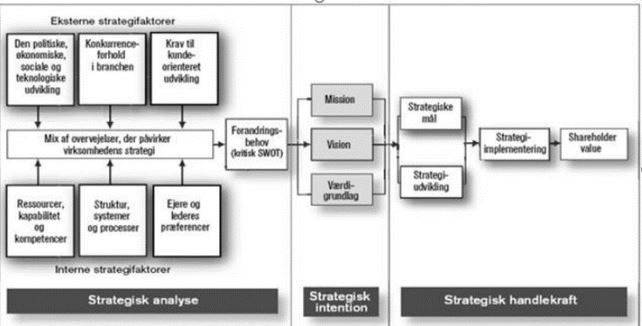 Eksterne strategifaktorer
Den politiske,
økonomiske,
sociale og
teknologiske
udvikling
Konkurrence-
forhold
i branchen
Krav til
kunde-
orienteret
udvikling
Mix af overvejelser, der påvirker
virksomhedens strategi
Ressourcer,
kapabilitet
og
kompetencer
Struktur,
systemer
og processer
Ejere og
lederes
præferencer
Interne strategifaktorer
Forandrings-
behov
(kritisk SWOT)
Mission
Vision
Værdi-
grundlag
Strategiske
mål
Strategi-
udvikling
Strategi-
implementering
Shareholder
value
Strategisk analyse
Strategisk
intention
Strategisk handlekraft